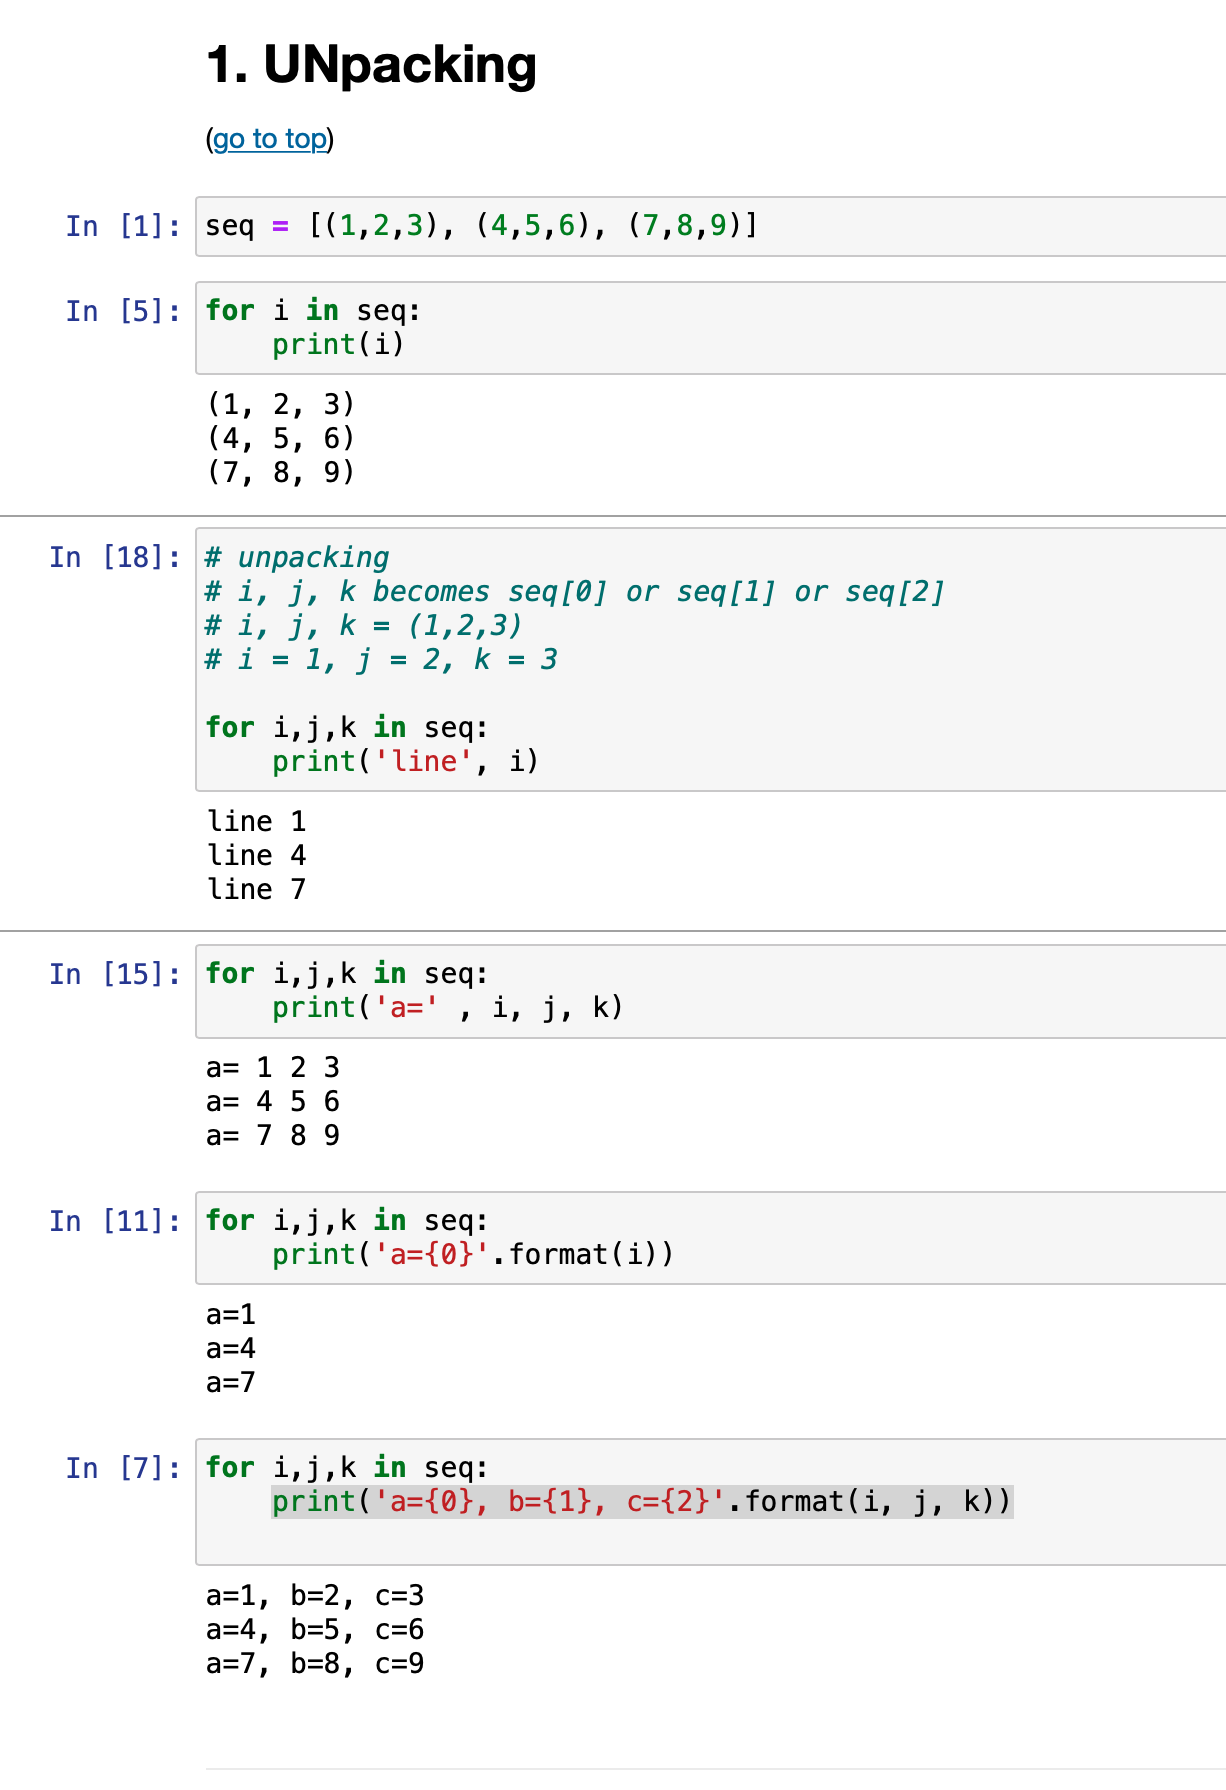 1. UNpacking
(go to top)
In [1]: seq = [(1,2,3), (4,5,6), (7,8,9)]
In [5]: for i in seq:
    print(i)
(1, 2, 3)
(4, 5, 6)
(7, 8, 9)
In [18]: # unpacking
# i, j, k becomes seq[0] or seq[1] or seq[2]
# i, j, k = (1,2,3)
# i = 1, j = 2, k = 3
for i,j,k in seq:
    print('line', i)
line 1
line 4
line 7
In [15]: for i,j,k in seq:
    print('a=' , i, j, k)
a= 1 2 3
a= 4 5 6
a= 7 8 9
In [11]: for i,j,k in seq:
    print('a={0}'.format(i))
a=1
a=4
a=7
In [7]: for i,j,k in seq:
    print('a={0}, b={1}, c={2}'.format(i, j, k))
a=1, b=2, c=3
a=4, b=5, c=6
a=7, b=8, c=9